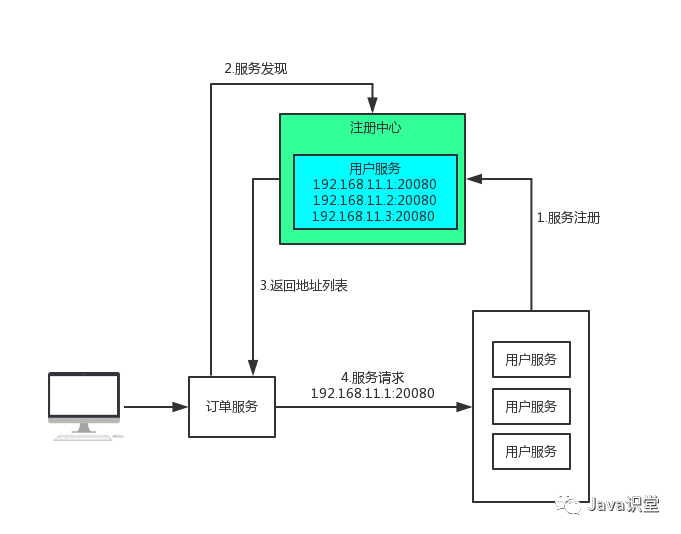 2.服务发现
注册中心
用户服务
192.168.11.1:20080
192.168.11.2:20080
192.168.11.3:20080
1.服务注册
3.返回地址列表
用户服务
4.服务请求
192.168.11.1:20080
订单服务
用户服务
用户服务
Java识堂